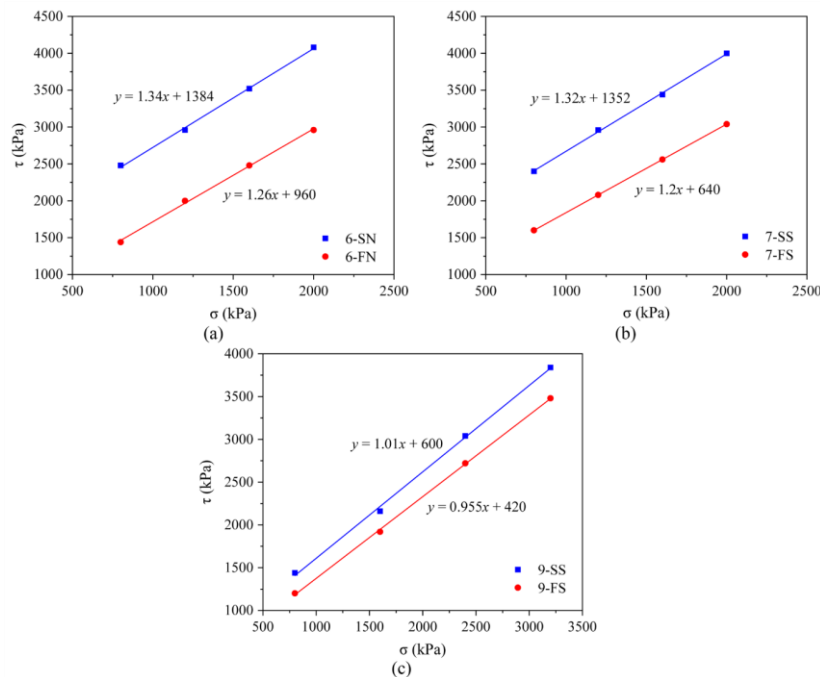 4500
4000
3500
3000
2500
2000
1500
1000
τ (kPa)
y = 1.34x + 1384
y = 1.26x + 960
6-SN
6-FN
500
1000
1500
2000
2500
σ (kPa)
(a)
4500
4000
3500
3000
2500
2000
1500
1000
τ (kPa)
y = 1.32x + 1352
y = 1.2x + 640
7-SS
7-FS
500
1000
1500
2000
2500
σ (kPa)
(b)
4000
3500
3000
2500
2000
1500
1000
τ (kPa)
y = 1.01x + 600
y = 0.955x + 420
9-SS
9-FS
500
1000
1500
2000
2500
3000
3500
σ (kPa)
(c)